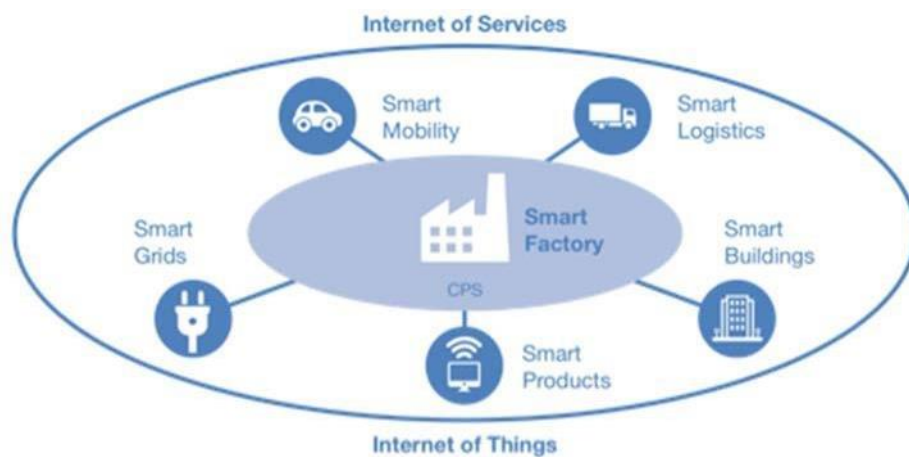 Internet of Services
Smart
Mobility
Smart
Logistics
Smart
Grids
Smart
Factory
CPS
Smart
Buildings
Smart
Products
Internet of Things